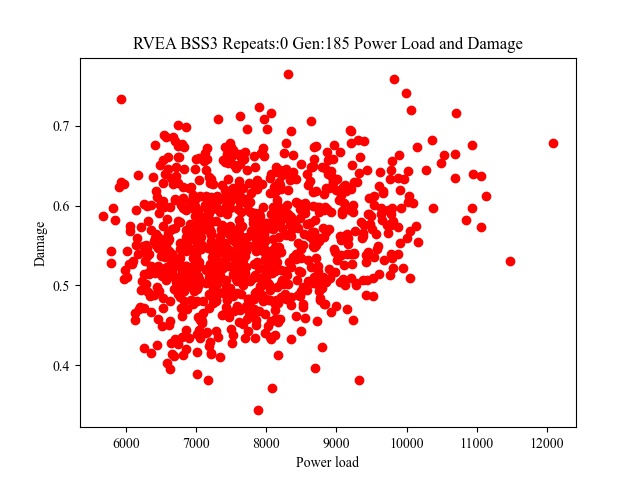 RVEA BSS3 Repeats:0 Gen:185 Power Load and Damage
Damage
0.7
0.6
0.5
0.4
6000 7000 8000 9000 10000 11000 12000
Power load